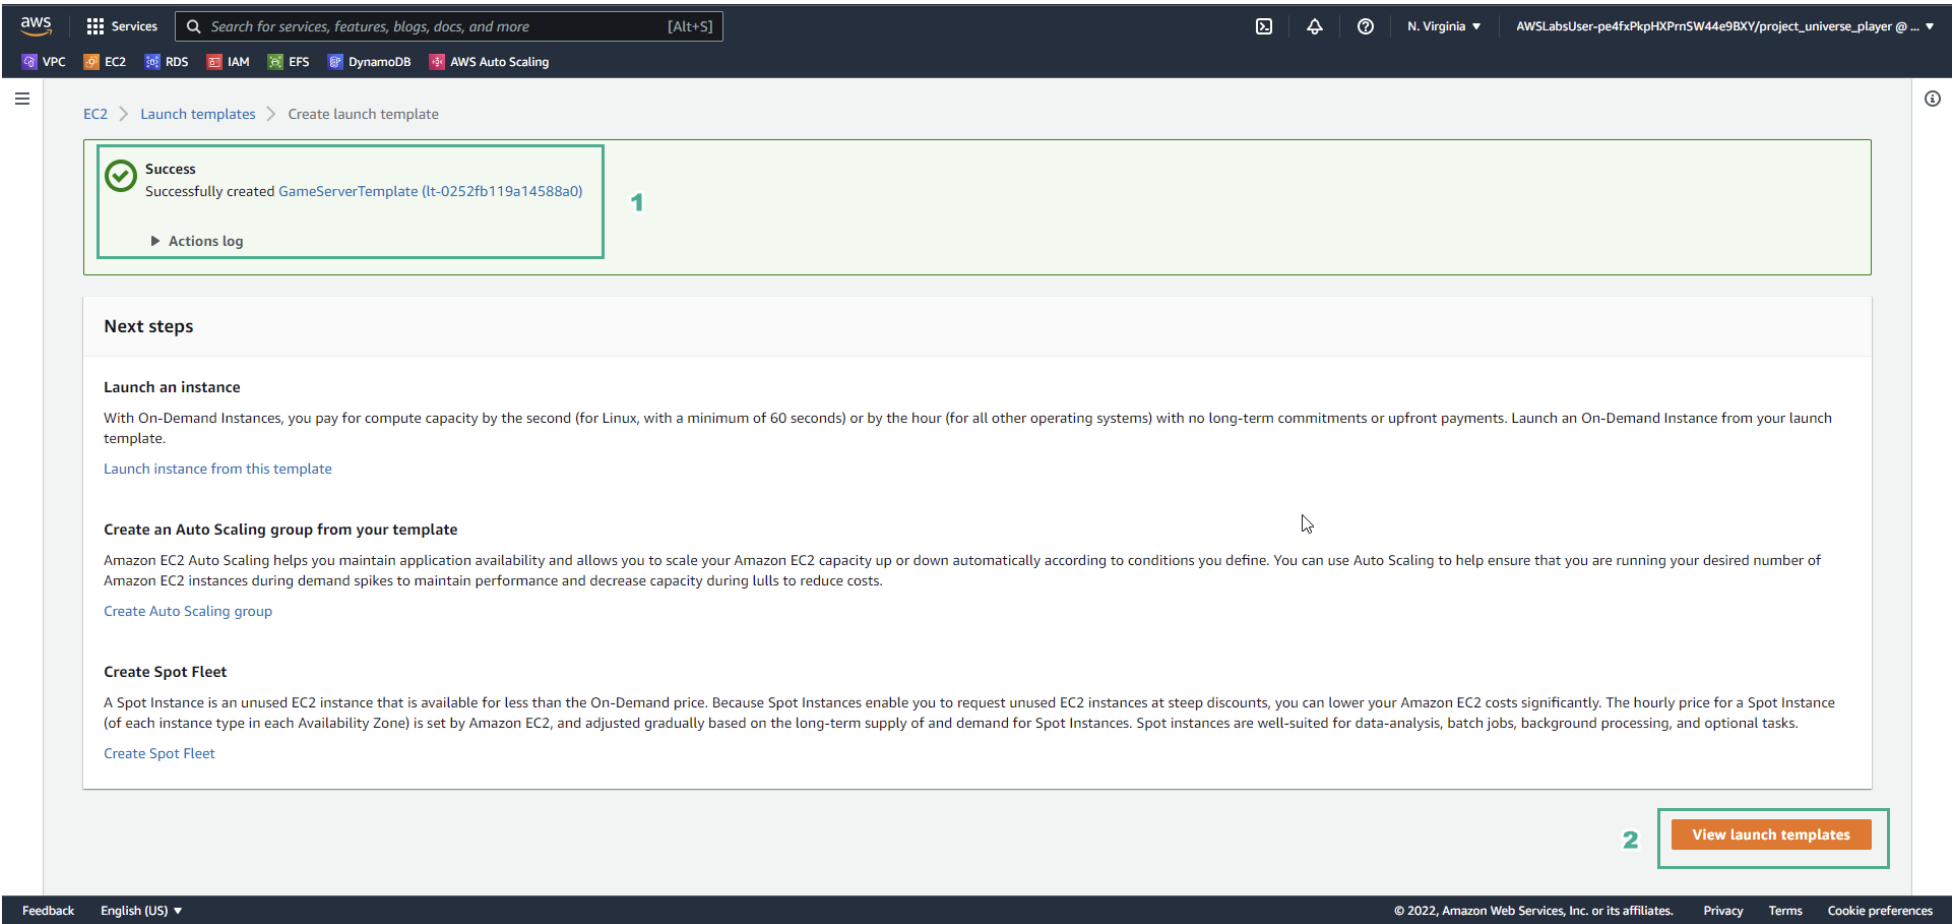 aws
Services
Search for services, features, blogs, docs, and more
[Alt+S]
N. Virginia ▼
AWSLabsUser-pe4fxPkpHXPrnSW44e9BXY/project_universe_player @ ... ▼
VPC
EC2
RDS
IAM
EFS
DynamoDB
AWS Auto Scaling
EC2 > Launch templates > Create launch template
Success
Successfully created GameServerTemplate (lt-0252fb119a14588a0)
1
▶ Actions log
Next steps
Launch an instance
With On-Demand Instances, you pay for compute capacity by the second (for Linux, with a minimum of 60 seconds) or by the hour (for all other operating systems) with no long-term commitments or upfront payments. Launch an On-Demand Instance from your launch
template.
Launch instance from this template
Create an Auto Scaling group from your template
Amazon EC2 Auto Scaling helps you maintain application availability and allows you to scale your Amazon EC2 capacity up or down automatically according to conditions you define. You can use Auto Scaling to help ensure that you are running your desired number of
Amazon EC2 instances during demand spikes to maintain performance and decrease capacity during lulls to reduce costs.
Create Auto Scaling group
Create Spot Fleet
A Spot Instance is an unused EC2 instance that is available for less than the On-Demand price. Because Spot Instances enable you to request unused EC2 instances at steep discounts, you can lower your Amazon EC2 costs significantly. The hourly price for a Spot Instance
(of each instance type in each Availability Zone) is set by Amazon EC2, and adjusted gradually based on the long-term supply of and demand for Spot Instances. Spot instances are well-suited for data-analysis, batch jobs, background processing, and optional tasks.
Create Spot Fleet
2
View launch templates
Feedback
English (US) ▼
© 2022, Amazon Web Services, Inc. or its affiliates.
Privacy
Terms
Cookie preferences